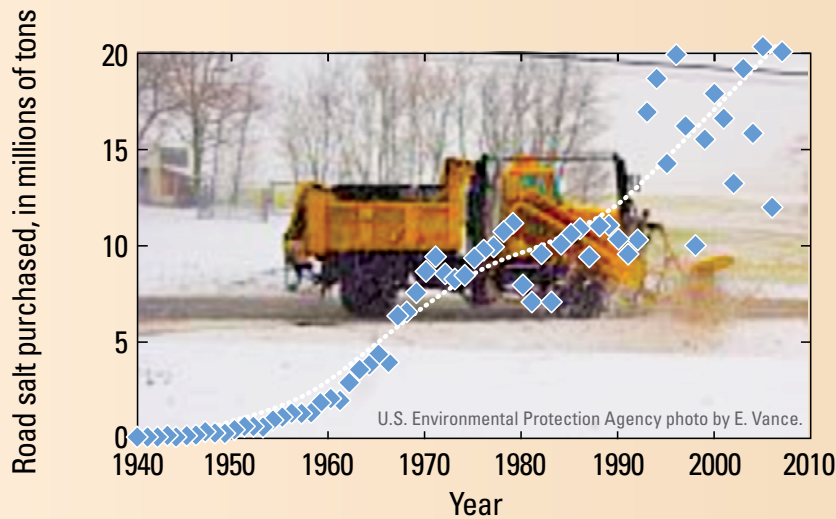 Road salt purchased, in millions of tons
20
15
10
5
0
U.S. Environmental Protection Agency photo by E. Vance.
1940 1950 1960 1970 1980 1990 2000 2010
Year